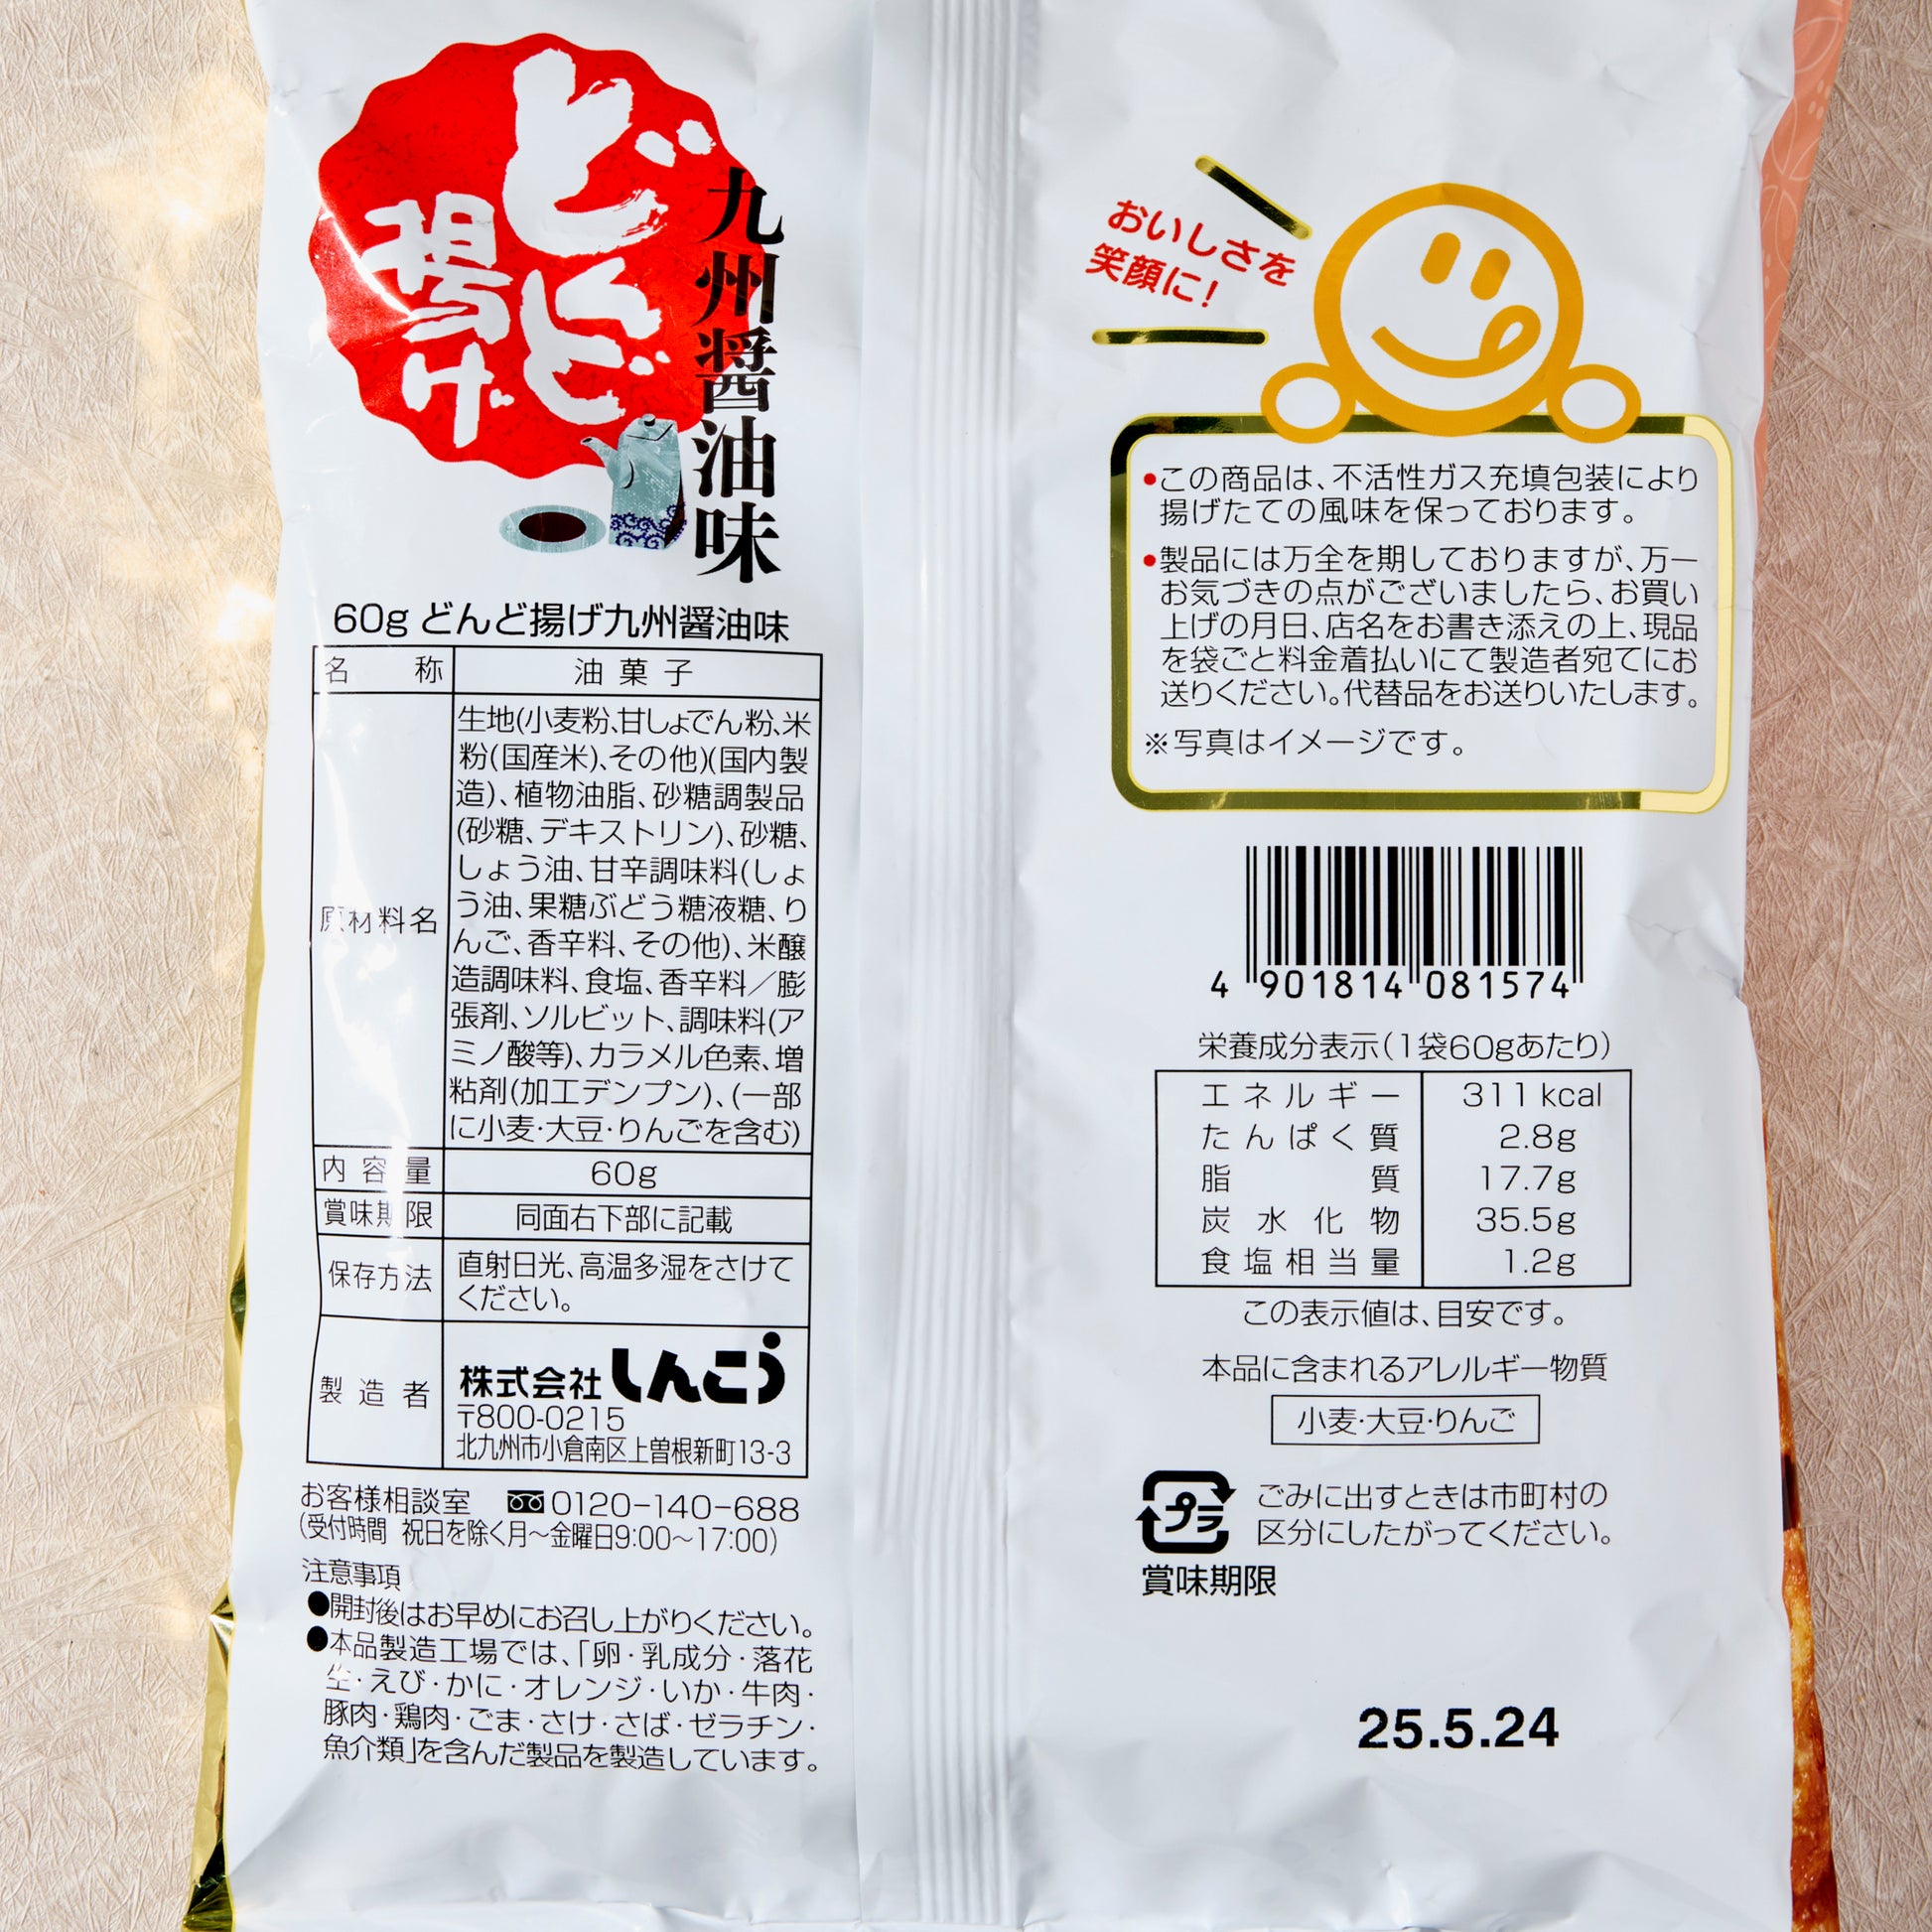 どんど
揚げ
九州醤油味
60g どんど揚げ九州醤油味
名称 油菓子
原材料名
生地(小麦粉、甘しょでん粉、米
粉(国産米)、その他)(国内製
造)、植物油脂、砂糖調製品
(砂糖、デキストリン)、砂糖、
しょう油、甘辛調味料(しょ
う油、果糖ぶどう糖液糖、り
んご、香辛料、その他)、米醸
造調味料、食塩、香辛料／膨
張剤、ソルビット、調味料(ア
ミノ酸等)、カラメル色素、増
粘剤(加工デンプン)、(一部
に小麦・大豆・りんごを含む)
内容量 60g
賞味期限 同面右下部に記載
保存方法
直射日光、高温多湿をさけて
ください。
製造者
株式会社しんこう
〒800-0215
北九州市小倉南区上曽根新町13-3
お客様相談室 0120-140-688
(受付時間 祝日を除く月～金曜日9:00～17:00)
注意事項
●開封後はお早めにお召し上がりください。
●本品製造工場では、「卵・乳成分・落花
生・えび・かに・オレンジ・いか・牛肉・
豚肉・鶏肉・ごま・さけ・さば・ゼラチン・
魚介類」を含んだ製品を製造しています。
おいしさを
笑顔に!
●この商品は、不活性ガス充填包装により
揚げたての風味を保っております。
●製品には万全を期しておりますが、万一
お気づきの点がございましたら、お買い
上げの月日、店名をお書き添えの上、現品
を袋ごと料金着払いにて製造者宛てにお
送りください。代替品をお送りいたします。
※写真はイメージです。
4 901814 081574
栄養成分表示(1袋60gあたり)
エネルギー 311kcal
たんぱく質 2.8g
脂質 17.7g
炭水化物 35.5g
食塩相当量 1.2g
この表示値は、目安です。
本品に含まれるアレルギー物質
小麦・大豆・りんご
プラ
ごみに出すときは市町村の
区分にしたがってください。
賞味期限
25.5.24